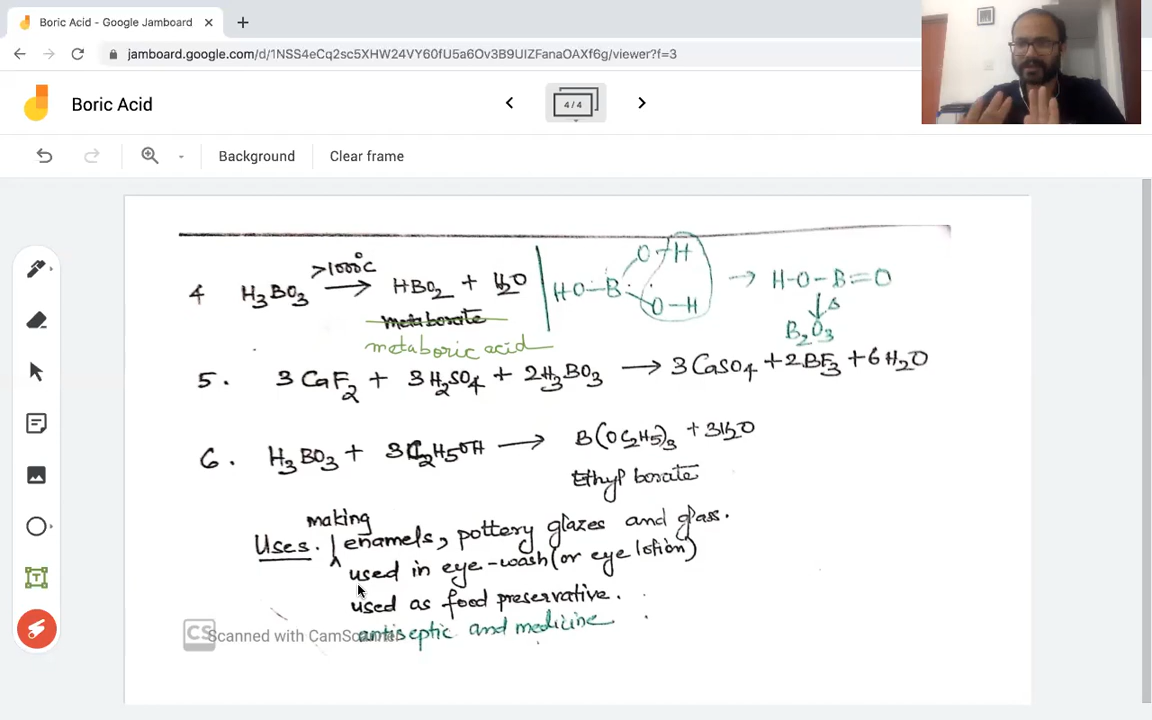 Boric Acid - Google Jamboard
jamboard.google.com/d/1NSS4eCq2sc5XHW24VY60fU5a6Ov3B9UIZFanaOAXf6g/viewer?f=3
Boric Acid
4 / 4
Background
Clear frame
4 H₃BO₃ >1000°C ⟶ HBO₂ + H₂O
metaborate
metaboric acid
HO-B O-H O-H → H-O-B=O
↓Δ
B₂O₃
5. 3CaF₂ + 3H₂SO₄ + 2H₃BO₃ → 3CaSO₄ + 2BF₃ + 6H₂O
6. H₃BO₃ + 3C₂H₅OH → B(OC₂H₅)₃ + 3H₂O
Ethyl borate
making
Uses. enamels, pottery glazes and glass.
used in eye-wash (or eye lotion)
used as food preservative.
antiseptic and medicine
CS Scanned with CamScanner